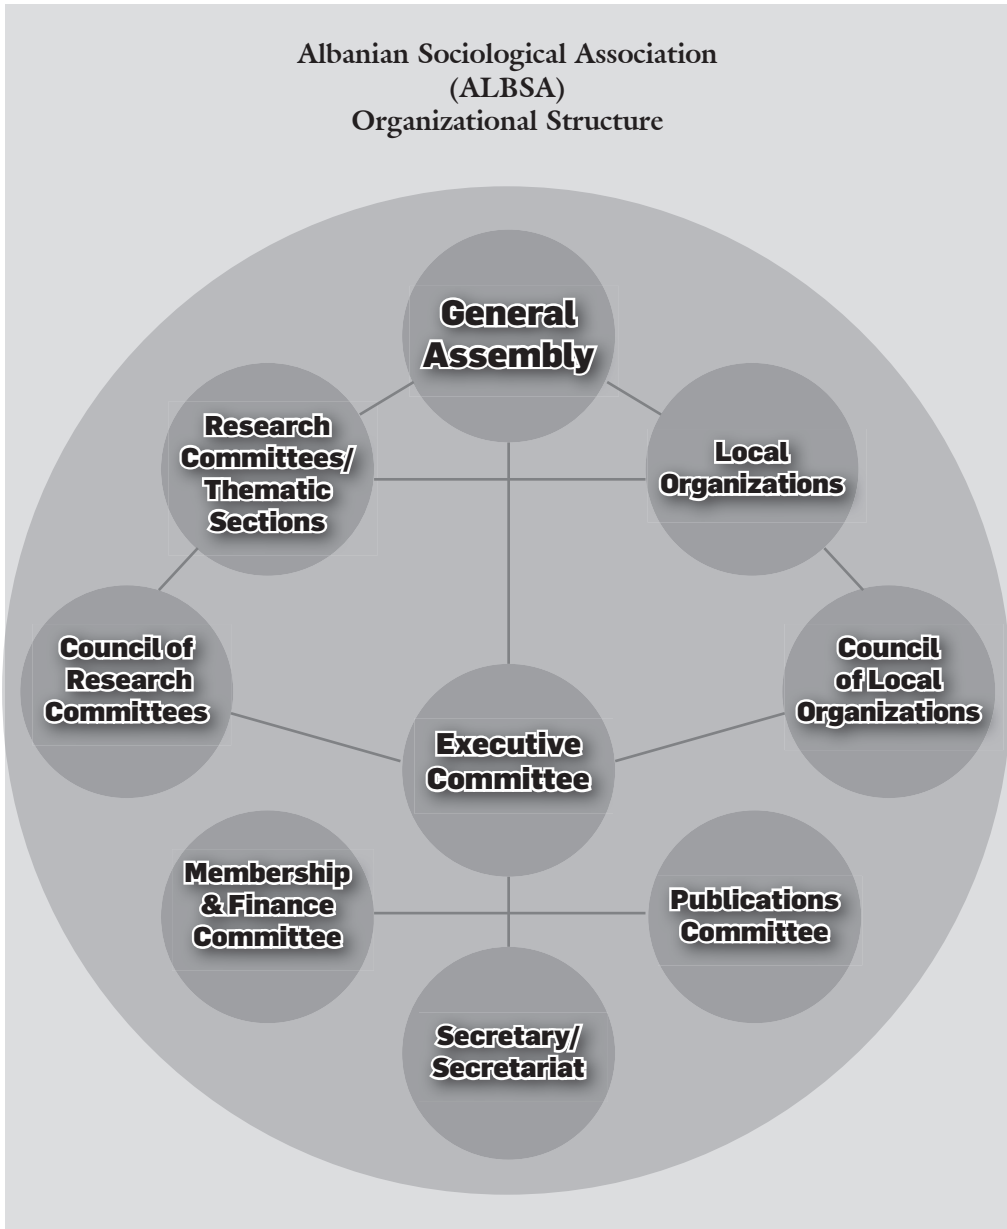 Albanian Sociological Association
(ALBSA)
Organizational Structure
General
Assembly
Research
Committees/
Thematic
Sections
Local
Organizations
Council of
Research
Committees
Council
of Local
Organizations
Executive
Committee
Membership
& Finance
Committee
Publications
Committee
Secretary/
Secretariat